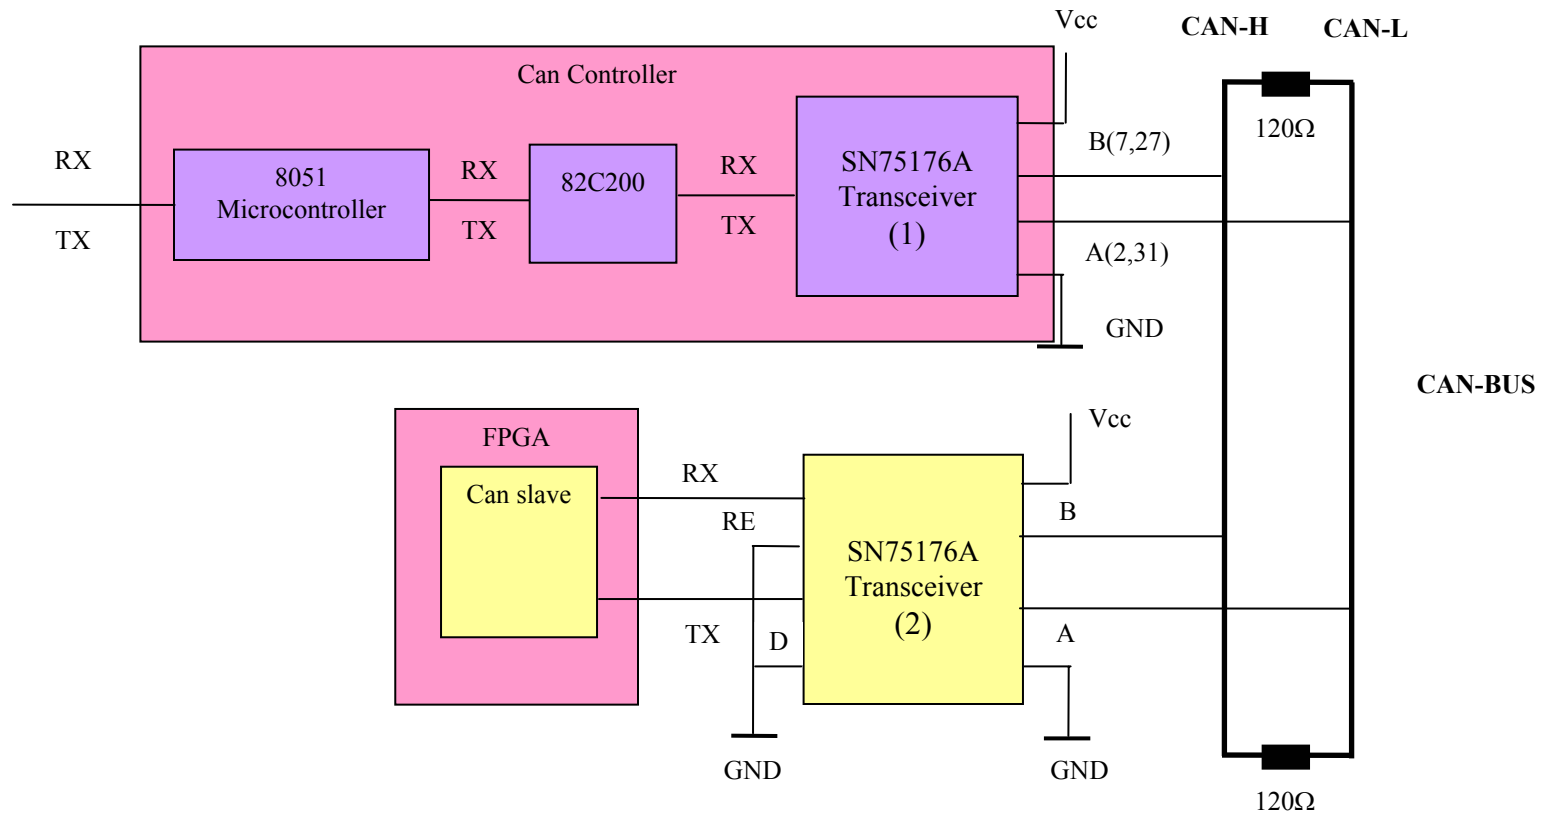 Vcc
CAN-H
CAN-L
Can Controller
120Ω
RX
TX
8051
Microcontroller
RX
TX
82C200
RX
TX
SN75176A
Transceiver
(1)
B(7,27)
A(2,31)
GND
CAN-BUS
FPGA
Can slave
RX
RE
TX
D
GND
SN75176A
Transceiver
(2)
Vcc
B
A
GND
120Ω